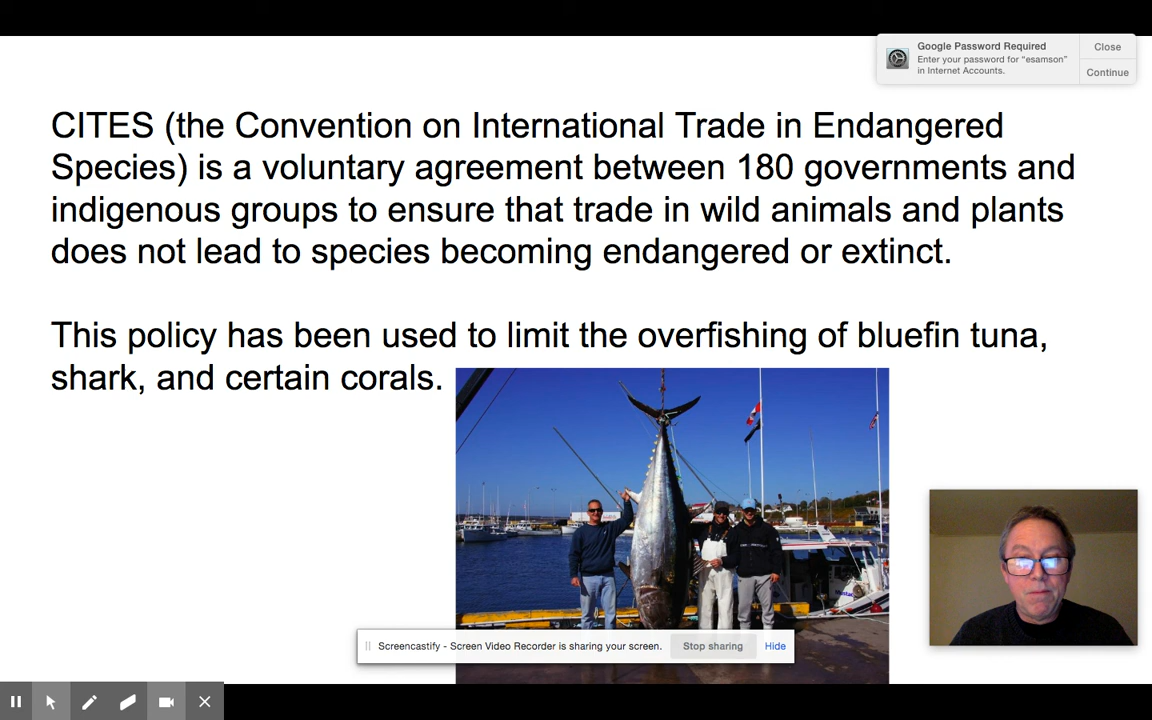 Google Password Required
Enter your password for "esamson"
in Internet Accounts.
Close
Continue
CITES (the Convention on International Trade in Endangered
Species) is a voluntary agreement between 180 governments and
indigenous groups to ensure that trade in wild animals and plants
does not lead to species becoming endangered or extinct.
This policy has been used to limit the overfishing of bluefin tuna,
shark, and certain corals.
Screencastify - Screen Video Recorder is sharing your screen.
Stop sharing
Hide